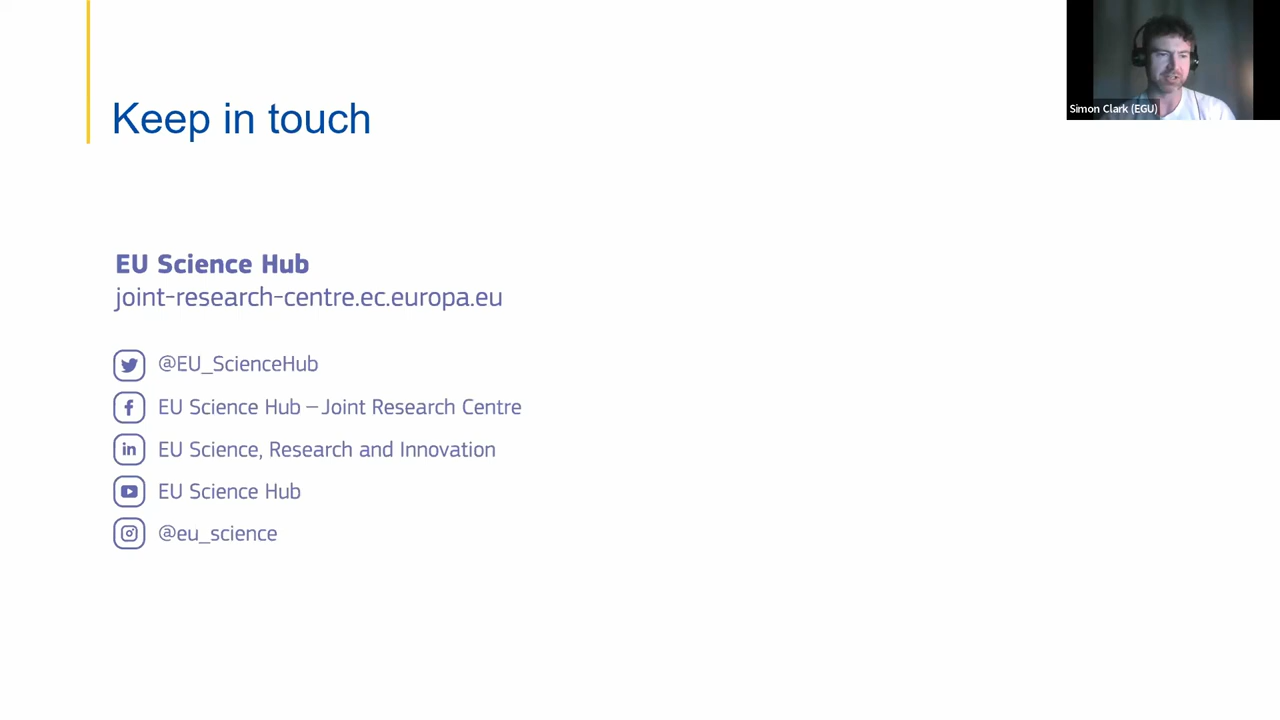 Keep in touch
Simon Clark (EGU)
EU Science Hub
joint-research-centre.ec.europa.eu
@EU_ScienceHub
EU Science Hub – Joint Research Centre
EU Science, Research and Innovation
EU Science Hub
@eu_science